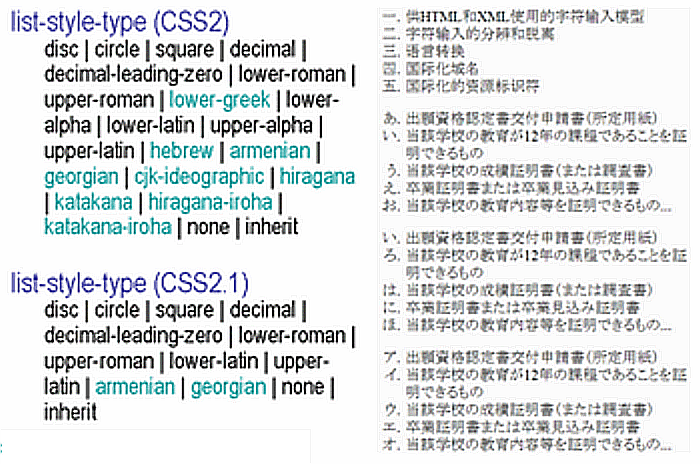 list-style-type (CSS2)
disc | circle | square | decimal |
decimal-leading-zero | lower-roman |
upper-roman | lower-greek | lower-
alpha | lower-latin | upper-alpha |
upper-latin | hebrew | armenian |
georgian | cjk-ideographic | hiragana
| katakana | hiragana-iroha |
katakana-iroha | none | inherit
list-style-type (CSS2.1)
disc | circle | square | decimal |
decimal-leading-zero | lower-roman |
upper-roman | lower-latin | upper-
latin | armenian | georgian | none |
inherit
一. 供HTML和XML使用的字符输入模型
二. 字符输入的分辨和脱离
三. 语言转换
四. 国际化域名
五. 国际化的资源标识符
あ. 出願資格認定書交付申請書(所定用紙)
い. 当該学校の教育が12年の課程であることを証
明できるもの
う. 当該学校の成績証明書(または調査書)
え. 卒業証明書または卒業見込み証明書
お. 当該学校の教育内容等を証明できるもの...
い. 出願資格認定書交付申請書(所定用紙)
ろ. 当該学校の教育が12年の課程であることを証
明できるもの
は. 当該学校の成績証明書(または調査書)
に. 卒業証明書または卒業見込み証明書
ほ. 当該学校の教育内容等を証明できるもの...
ア. 出願資格認定書交付申請書(所定用紙)
イ. 当該学校の教育が12年の課程であることを証
明できるもの
ウ. 当該学校の成績証明書(または調査書)
エ. 卒業証明書または卒業見込み証明書
オ. 当該学校の教育内容等を証明できるもの...